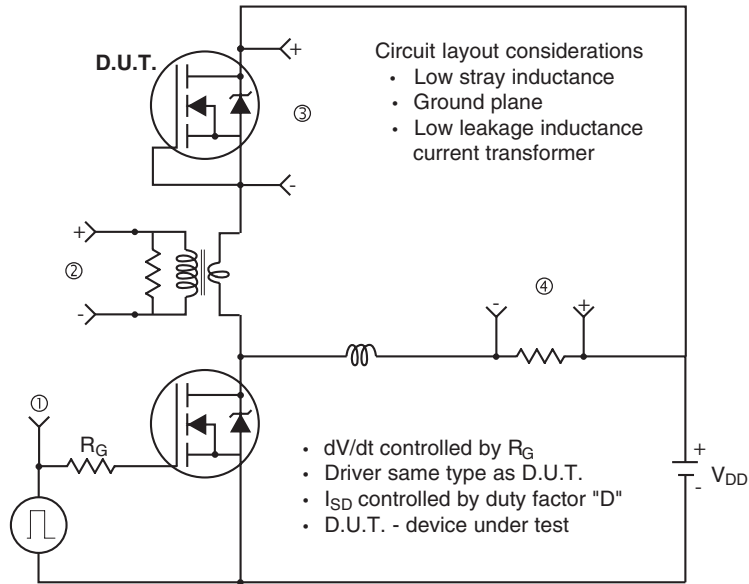 D.U.T.
+
③
-
Circuit layout considerations
• Low stray inductance
• Ground plane
• Low leakage inductance
current transformer
+
②
-
④
- +
①
R_G
• dV/dt controlled by R_G
• Driver same type as D.U.T.
• I_SD controlled by duty factor "D"
• D.U.T. - device under test
+
V_DD
-